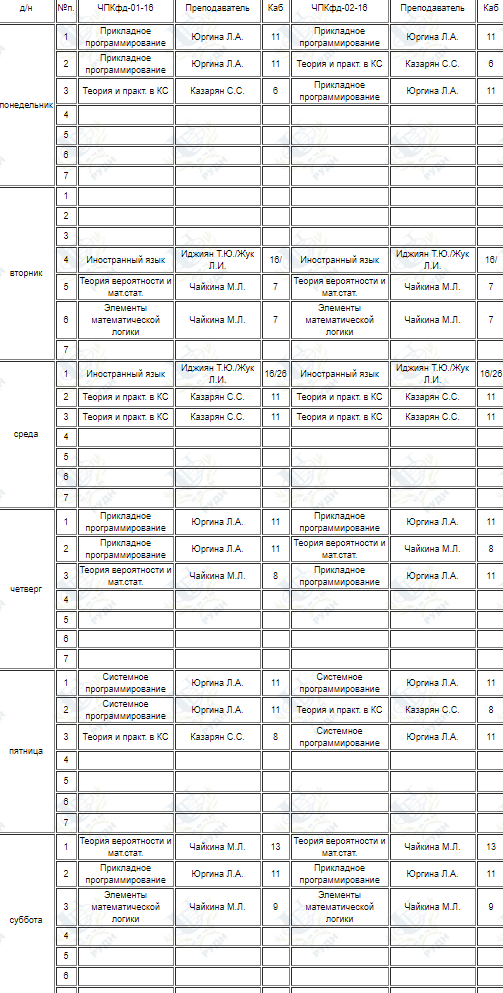 д/н №п. ЧПКфд-01-16 Преподаватель Каб ЧПКфд-02-16 Преподаватель Каб
понедельник
1 Прикладное программирование Юргина Л.А. 11 Прикладное программирование Юргина Л.А. 11
2 Прикладное программирование Юргина Л.А. 11 Теория и практ. в КС Казарян С.С. 6
3 Теория и практ. в КС Казарян С.С. 6 Прикладное программирование Юргина Л.А. 11
4
5
6
7
вторник
1
2
3
4 Иностранный язык Иджиян Т.Ю./Жук Л.И. 16/ Иностранный язык Иджиян Т.Ю./Жук Л.И. 16/
5 Теория вероятности и мат.стат. Чайкина М.Л. 7 Теория вероятности и мат.стат. Чайкина М.Л. 7
6 Элементы математической логики Чайкина М.Л. 7 Элементы математической логики Чайкина М.Л. 7
7
среда
1 Иностранный язык Иджиян Т.Ю./Жук Л.И. 16/26 Иностранный язык Иджиян Т.Ю./Жук Л.И. 16/26
2 Теория и практ. в КС Казарян С.С. 11 Теория и практ. в КС Казарян С.С. 11
3 Теория и практ. в КС Казарян С.С. 11 Теория и практ. в КС Казарян С.С. 11
4
5
6
7
четверг
1 Прикладное программирование Юргина Л.А. 11 Прикладное программирование Юргина Л.А. 11
2 Прикладное программирование Юргина Л.А. 11 Теория вероятности и мат.стат. Чайкина М.Л. 8
3 Теория вероятности и мат.стат. Чайкина М.Л. 8 Прикладное программирование Юргина Л.А. 11
4
5
6
7
пятница
1 Системное программирование Юргина Л.А. 11 Системное программирование Юргина Л.А. 11
2 Системное программирование Юргина Л.А. 11 Теория и практ. в КС Казарян С.С. 8
3 Теория и практ. в КС Казарян С.С. 8 Системное программирование Юргина Л.А. 11
4
5
6
7
суббота
1 Теория вероятности и мат.стат. Чайкина М.Л. 13 Теория вероятности и мат.стат. Чайкина М.Л. 13
2 Прикладное программирование Юргина Л.А. 11 Прикладное программирование Юргина Л.А. 11
3 Элементы математической логики Чайкина М.Л. 9 Элементы математической логики Чайкина М.Л. 9
4
5
6